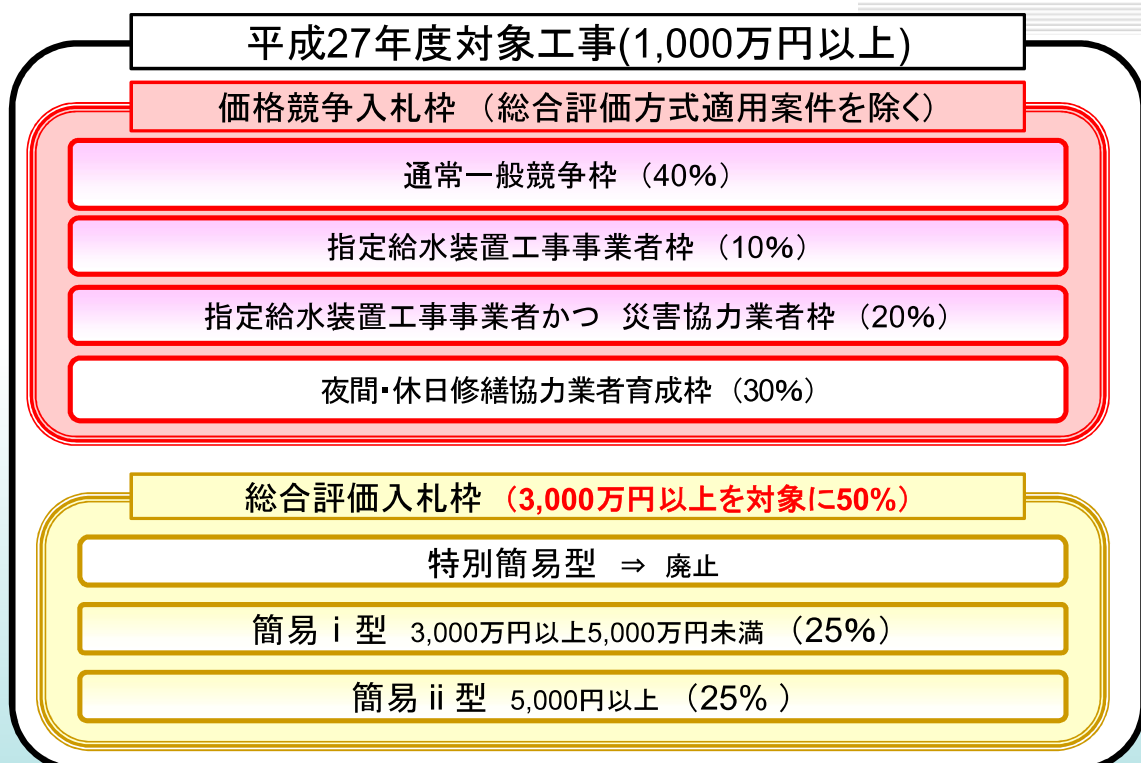 平成27年度対象工事(1,000万円以上)
価格競争入札枠 （総合評価方式適用案件を除く）
通常一般競争枠 （40%）
指定給水装置工事事業者枠 （10%）
指定給水装置工事事業者かつ 災害協力業者枠 （20%）
夜間・休日修繕協力業者育成枠 （30%）
総合評価入札枠 （3,000万円以上を対象に50%）
特別簡易型 ⇒ 廃止
簡易ⅰ型 3,000万円以上5,000万円未満 （25%）
簡易ⅱ型 5,000円以上 （25% ）